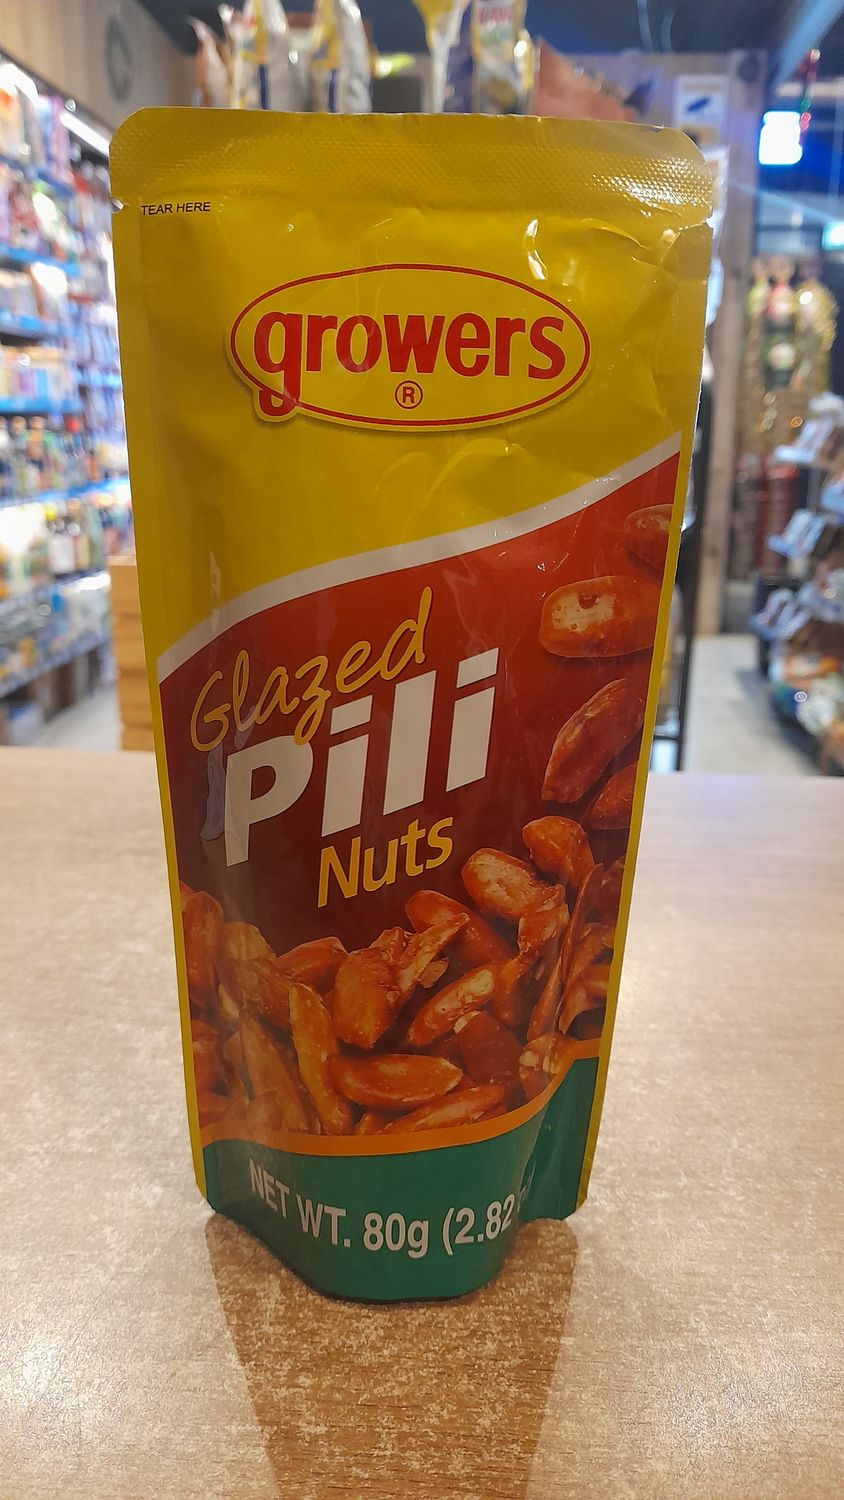 TEAR HERE
growers
®
Glazed
Pili
Nuts
NET WT. 80g (2.82